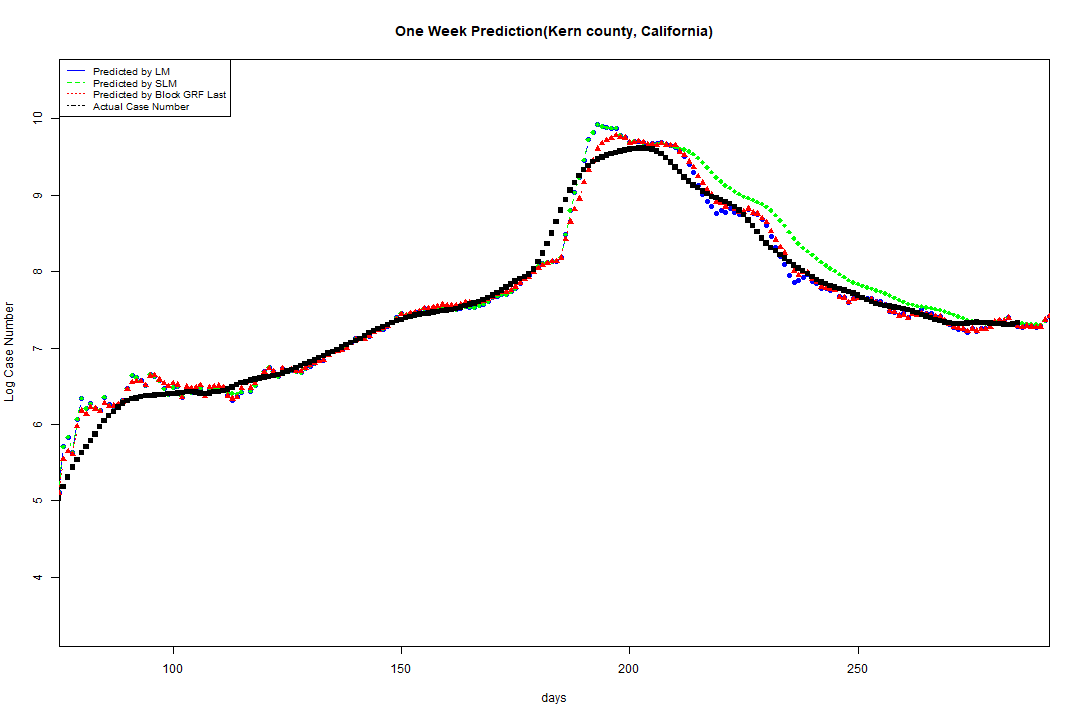 One Week Prediction(Kern county, California)
Predicted by LM
Predicted by SLM
Predicted by Block GRF Last
Actual Case Number
10
9
8
7
6
5
4
Log Case Number
100 150 200 250
days